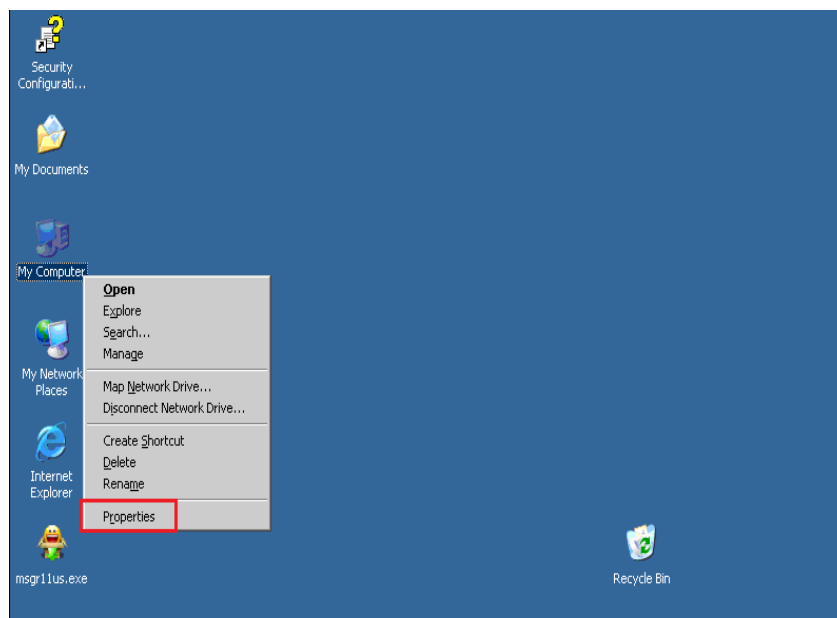 Security
Configurati...
My Documents
My Computer
Open
Explore
Search...
Manage
Map Network Drive...
Disconnect Network Drive...
Create Shortcut
Delete
Rename
Properties
My Network
Places
Internet
Explorer
msgr11us.exe
Recycle Bin